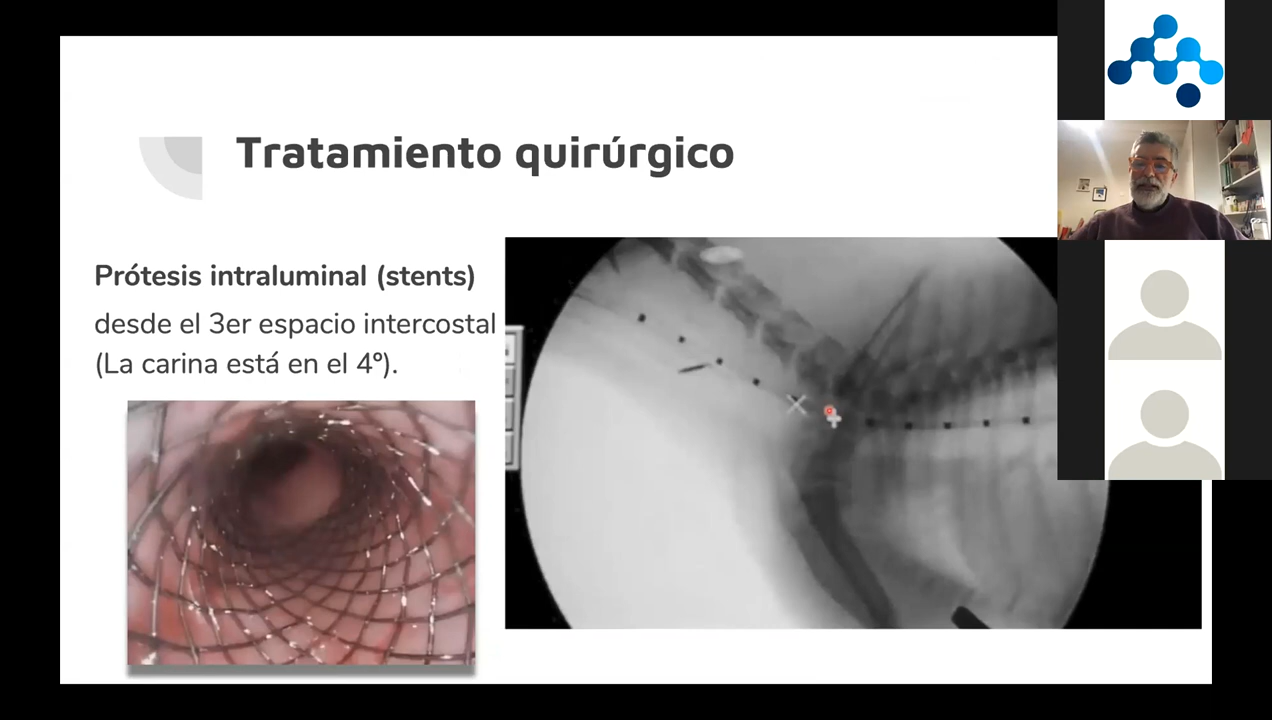 Tratamiento quirúrgico
Prótesis intraluminal (stents)
desde el 3er espacio intercostal
(La carina está en el 4º).